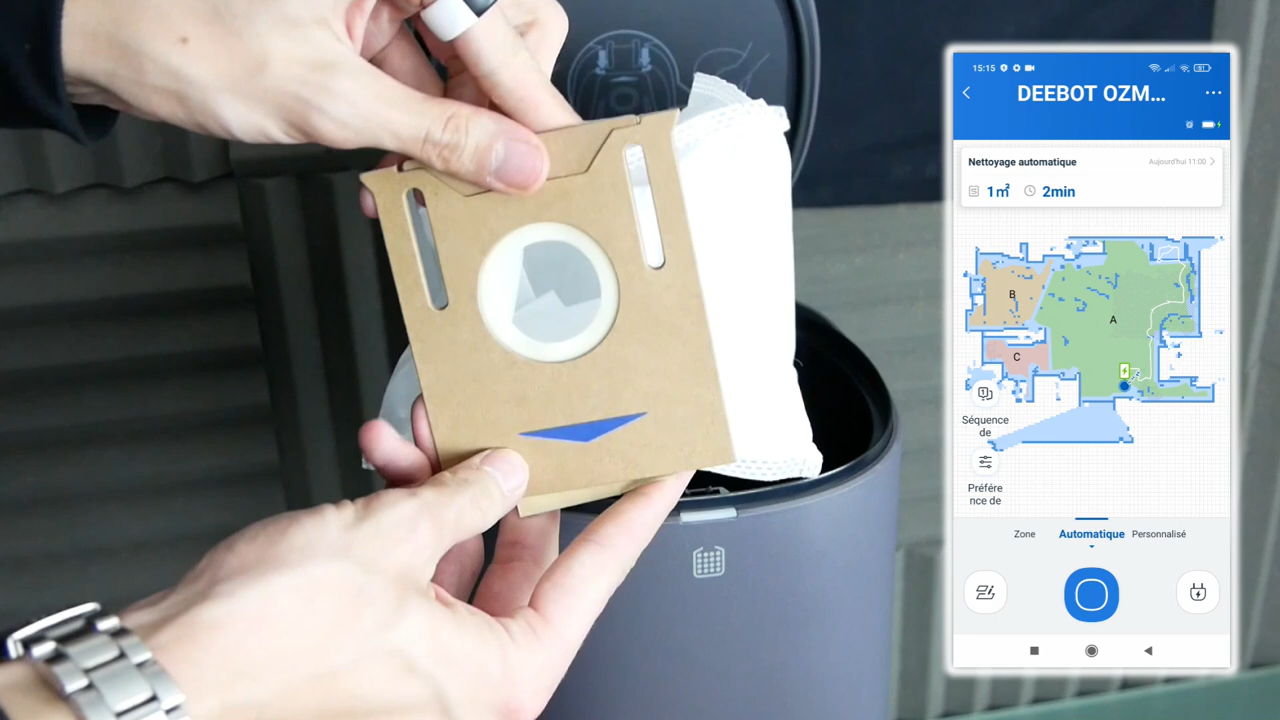 15:15
DEEBOT OZM...
Nettoyage automatique
Aujourd'hui 11:00
1㎡ 2min
B
A
C
1
Séquence
de
Préfére
nce de
Zone Automatique Personnalisé